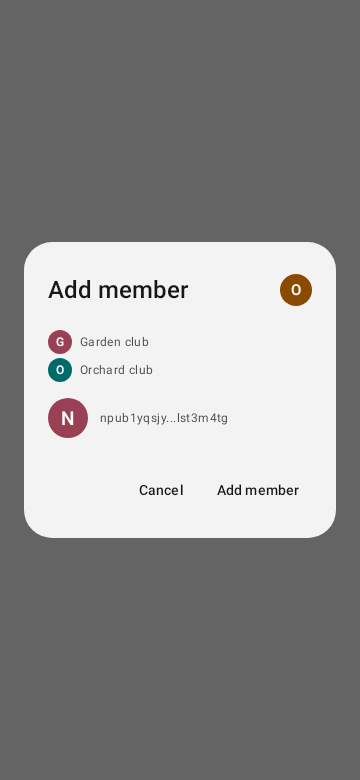 Add member
O
G Garden club
O Orchard club
N npub1yqsjy...lst3m4tg
Cancel Add member